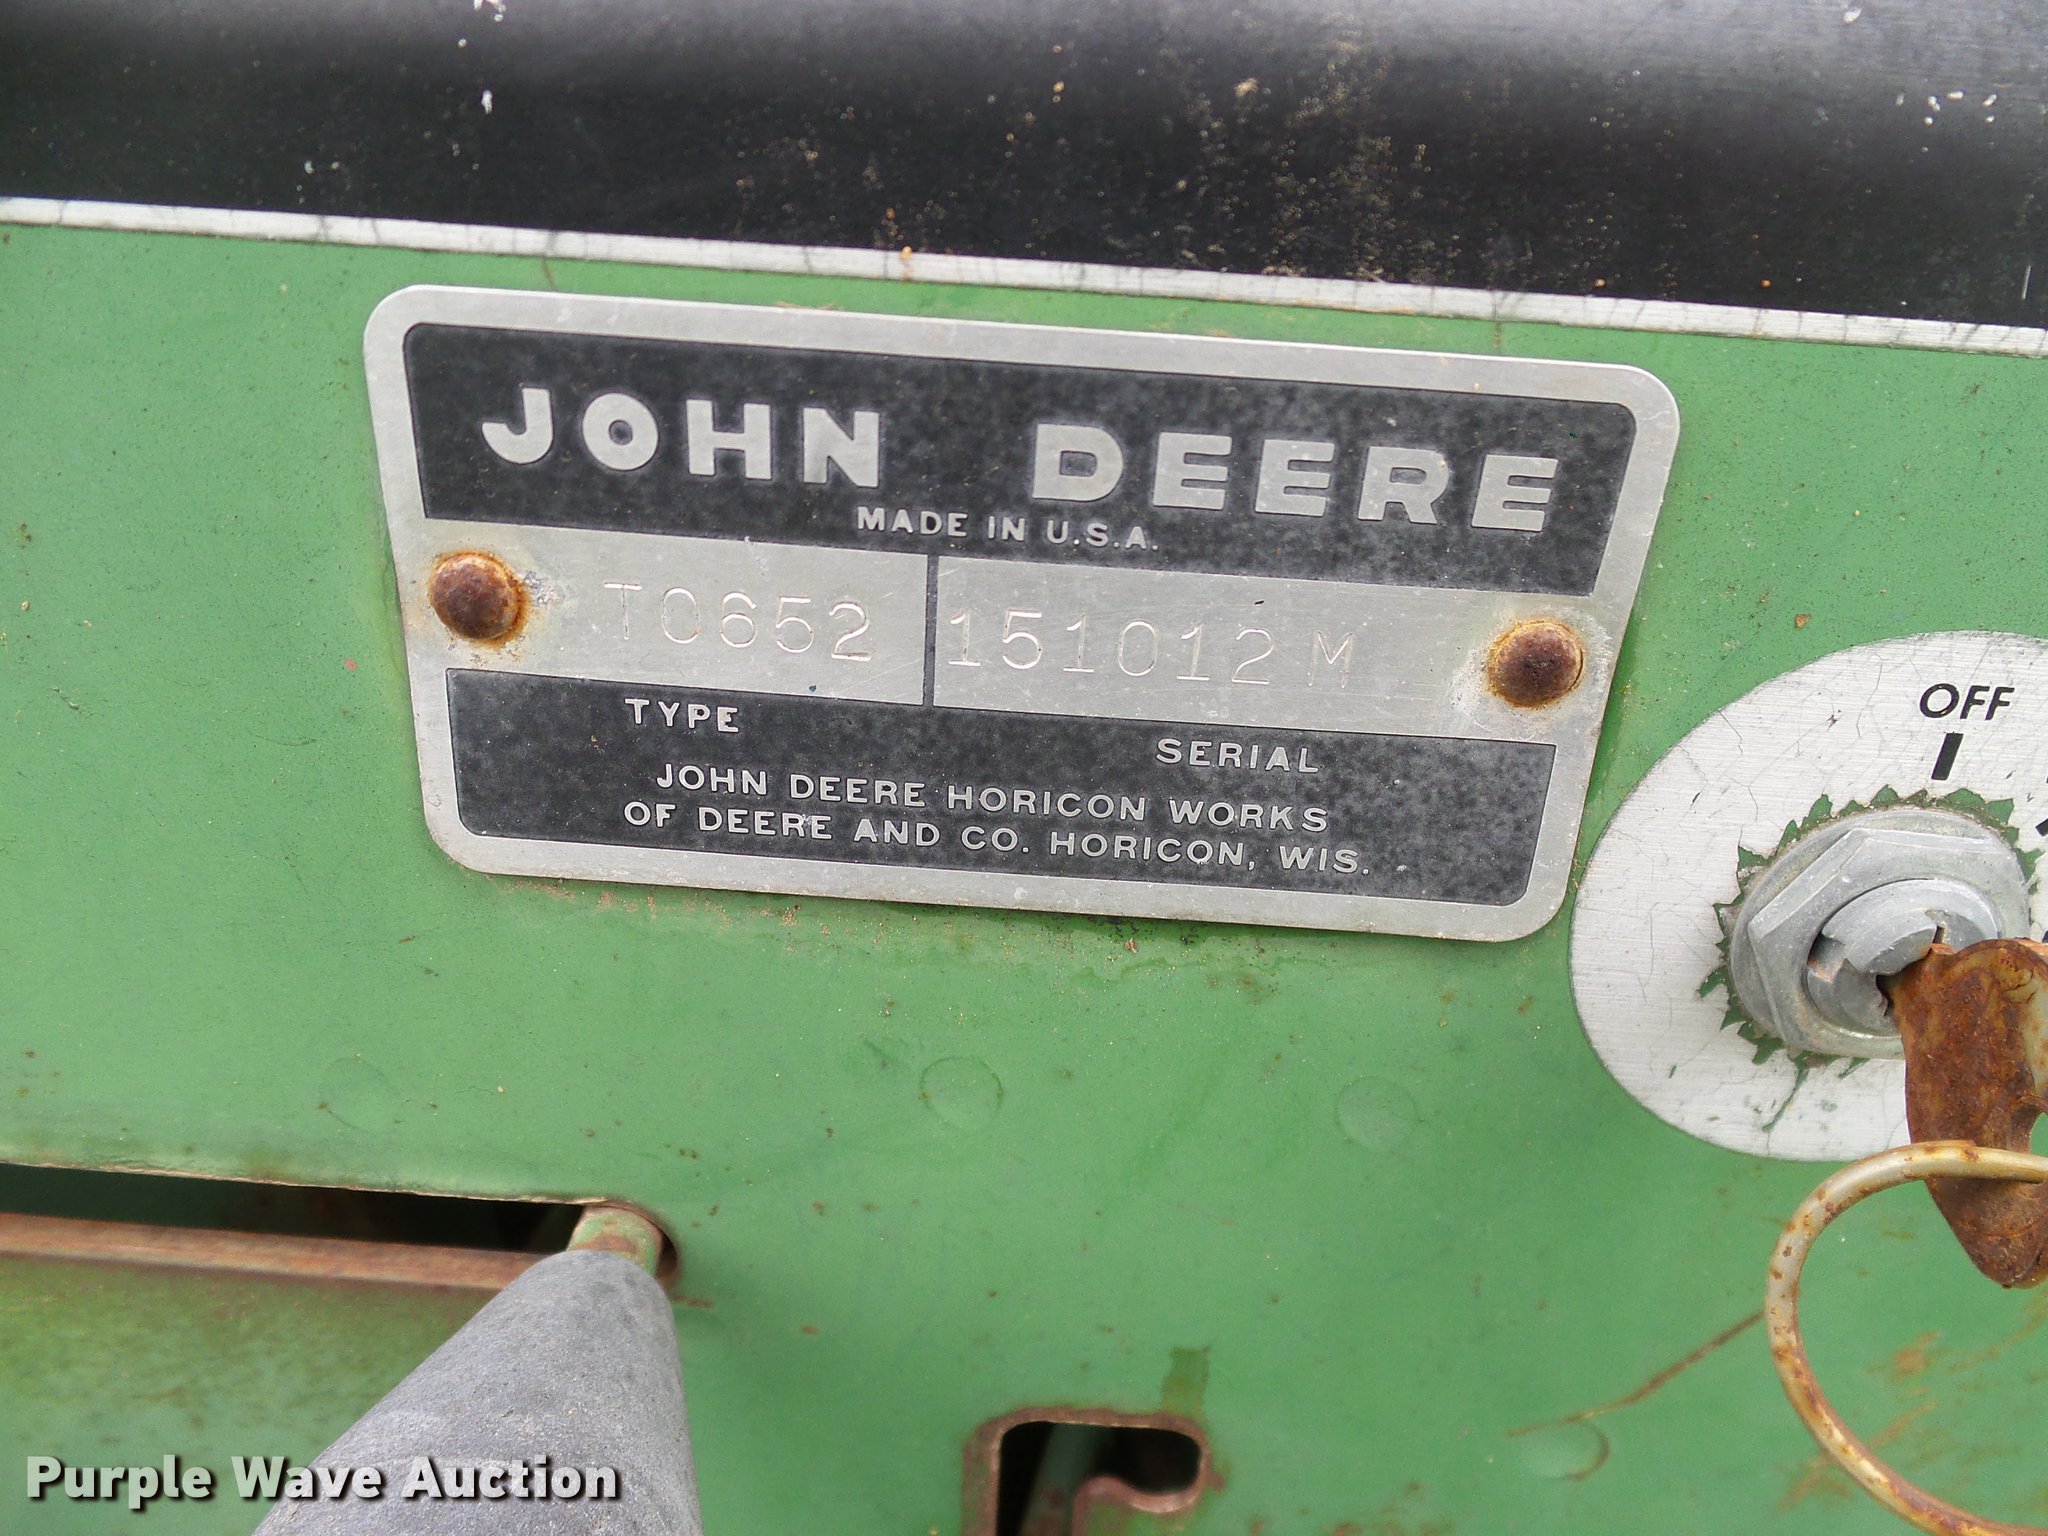 JOHN DEERE
MADE IN U.S.A.
T0652 151012M
TYPE SERIAL
JOHN DEERE HORICON WORKS
OF DEERE AND CO. HORICON, WIS.
OFF
Purple Wave Auction